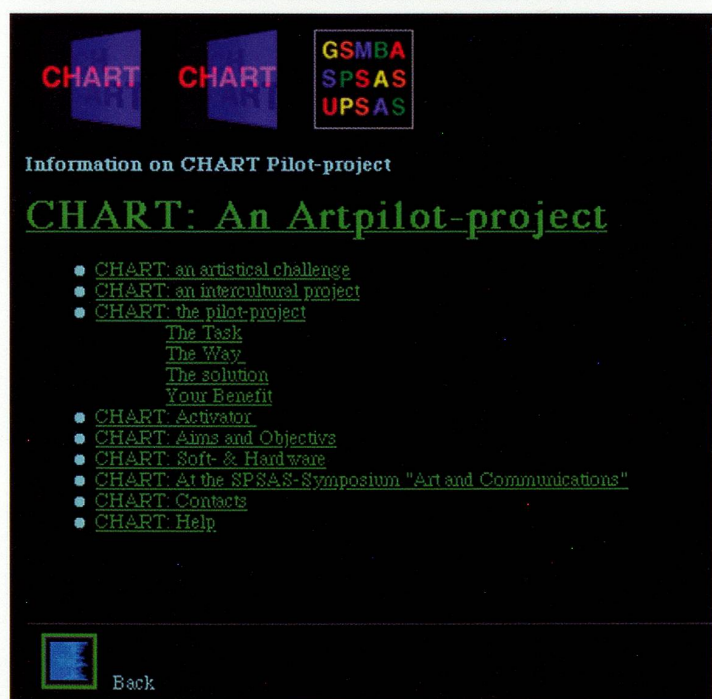 CHART CHART GSMBA
SPSAS
UPSAS
Information on CHART Pilot-project
CHART: An Artpilot-project
CHART: an artistical challenge
CHART: an intercultural project
CHART: the pilot-project
The Task
The Way
The solution
Your Benefit
CHART: Activator
CHART: Aims and Objectivs
CHART: Soft- & Hardware
CHART: At the SPSAS-Symposium "Art and Communications"
CHART: Contacts
CHART: Help
Back